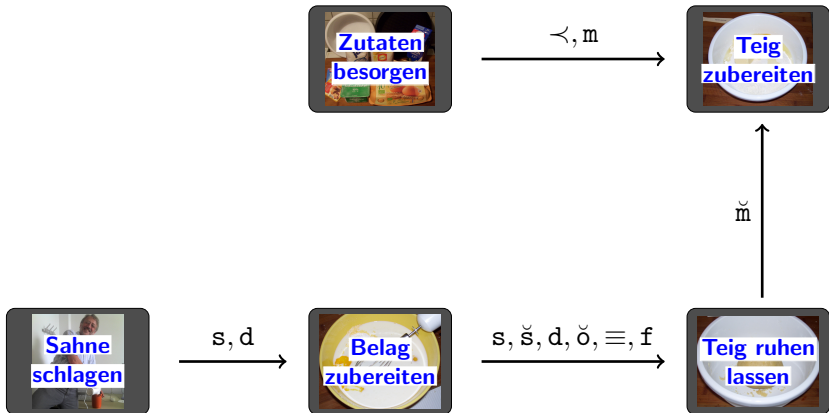 Zutaten
besorgen
≺, m
Teig
zubereiten
m̆
Sahne
schlagen
s, d
Belag
zubereiten
s, s̆, d, ŏ, ≡, f
Teig ruhen
lassen